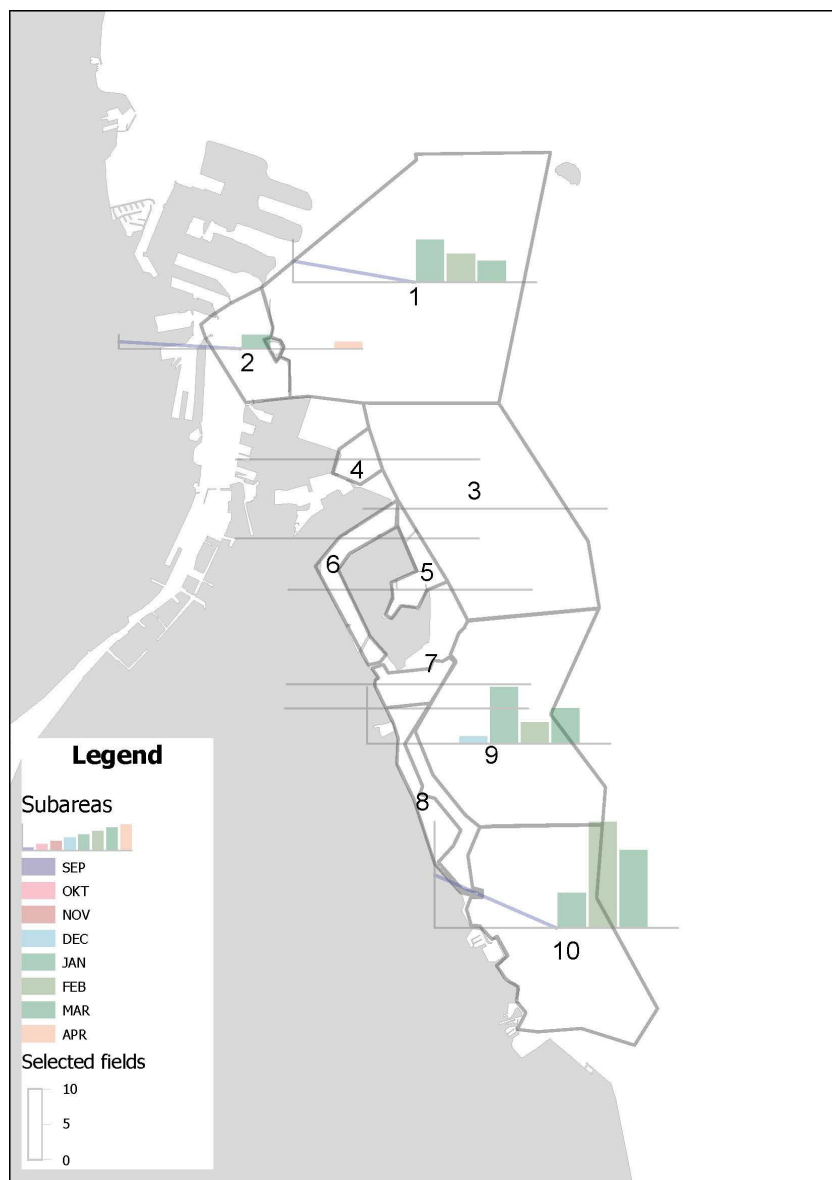 1
2
3
4
5
6
7
8
9
10
Legend
Subareas
SEP
OKT
NOV
DEC
JAN
FEB
MAR
APR
Selected fields
10
5
0